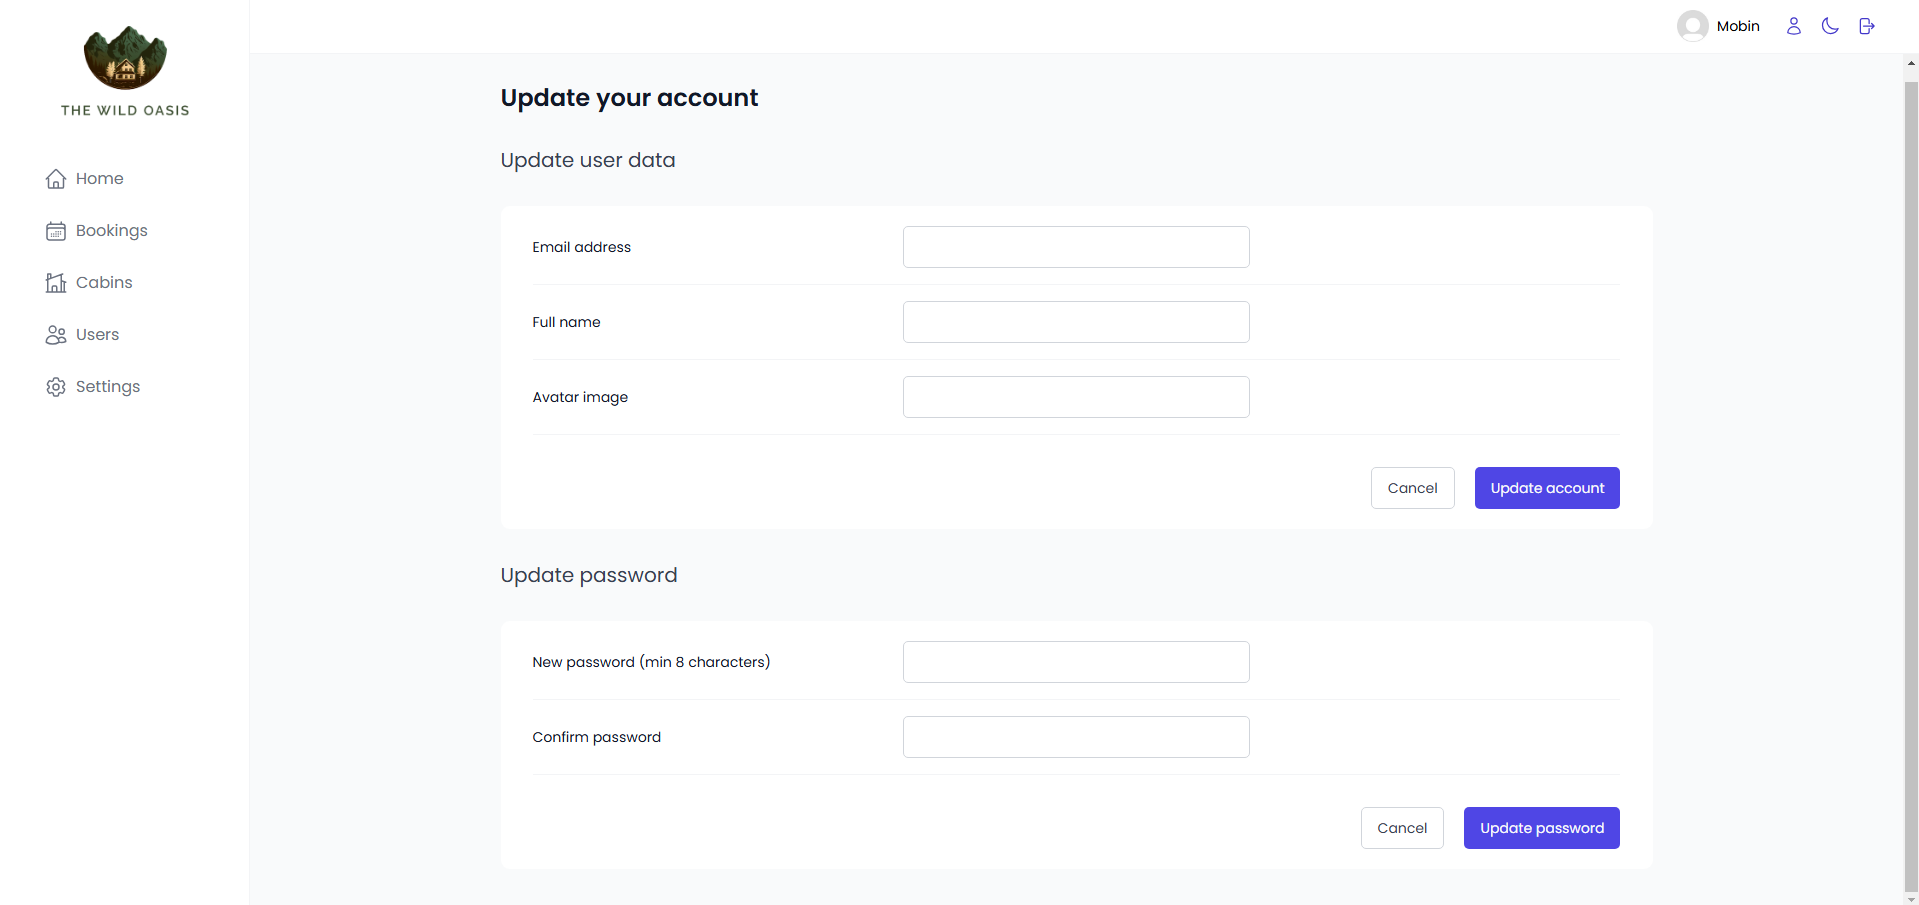 THE WILD OASIS
Home
Bookings
Cabins
Users
Settings
Mobin
Update your account
Update user data
Email address
Full name
Avatar image
Cancel
Update account
Update password
New password (min 8 characters)
Confirm password
Cancel
Update password